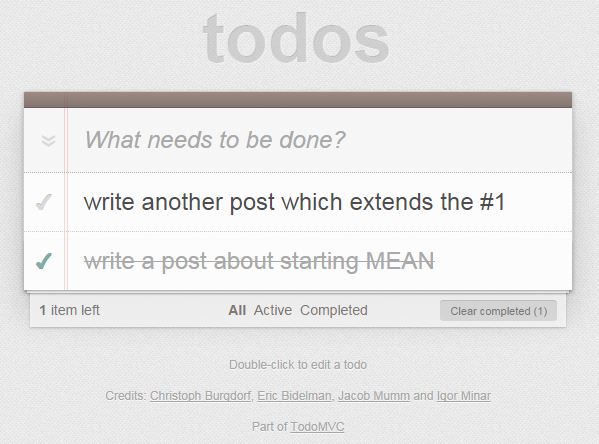 todos
What needs to be done?
write another post which extends the #1
write a post about starting MEAN
1 item left All Active Completed Clear completed (1)
Double-click to edit a todo
Credits: Christoph Burgdorf, Eric Bidelman, Jacob Mumm and Igor Minar
Part of TodoMVC